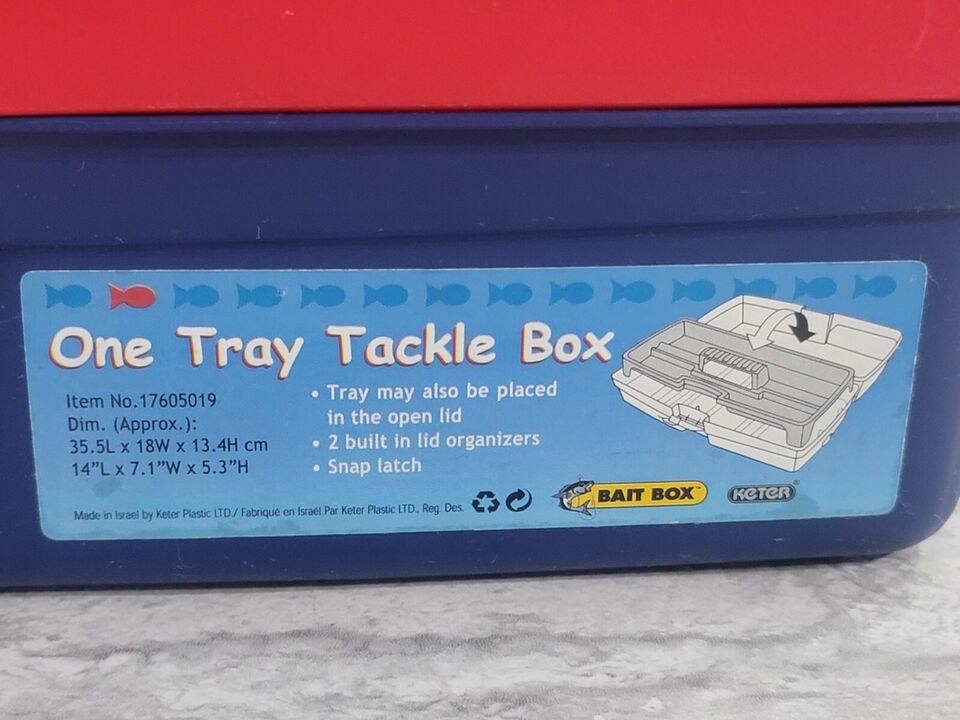 One Tray Tackle Box
Item No.17605019
Dim. (Approx.):
35.5L x 18W x 13.4H cm
14”L x 7.1”W x 5.3”H
• Tray may also be placed
in the open lid
• 2 built in lid organizers
• Snap latch
Made in Israel by Keter Plastic LTD / Fabriqué en Israël Par Keter Plastic LTD., Reg. Des.
BAIT BOX™
KETER®